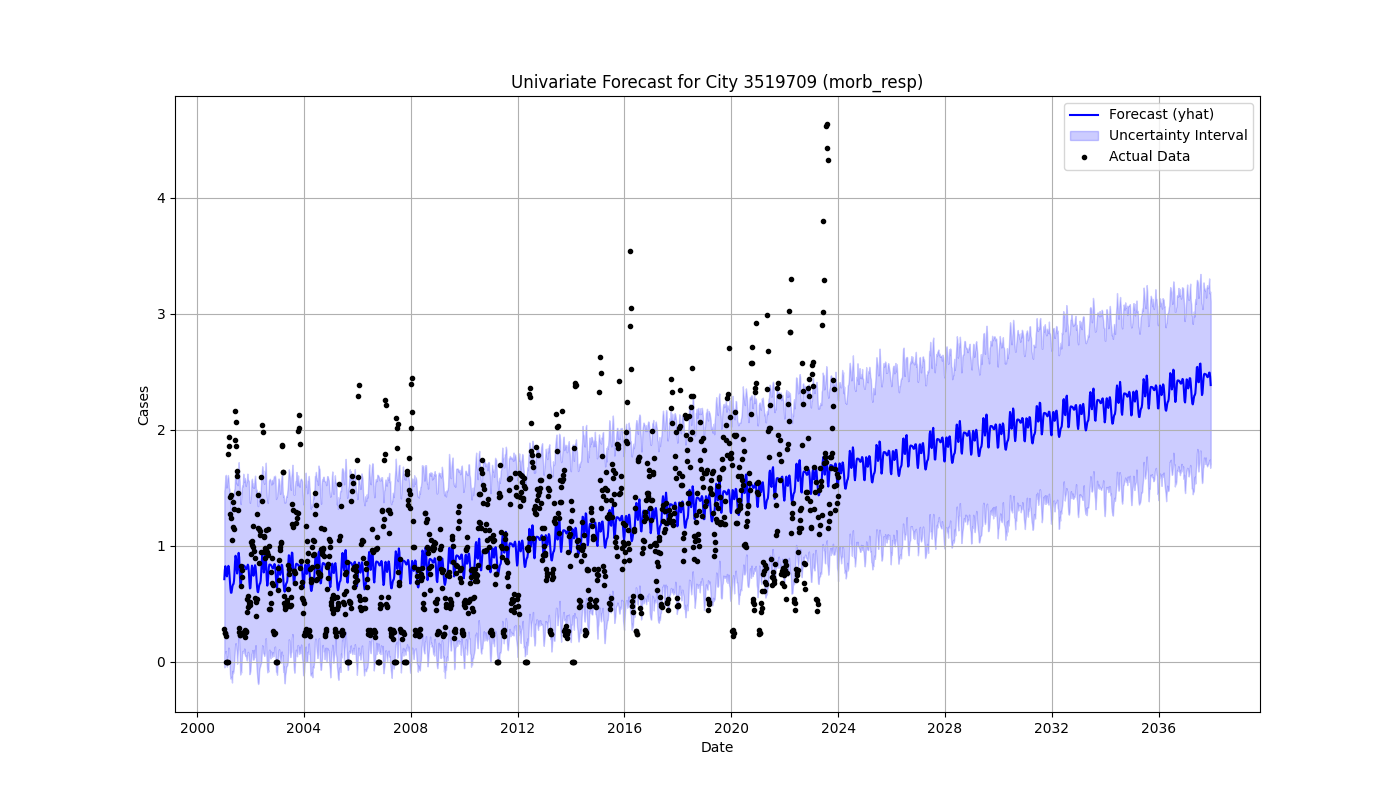 Univariate Forecast for City 3519709 (morb_resp)
Forecast (yhat)
Uncertainty Interval
Actual Data
Cases
4
3
2
1
0
2000 2004 2008 2012 2016 2020 2024 2028 2032 2036
Date